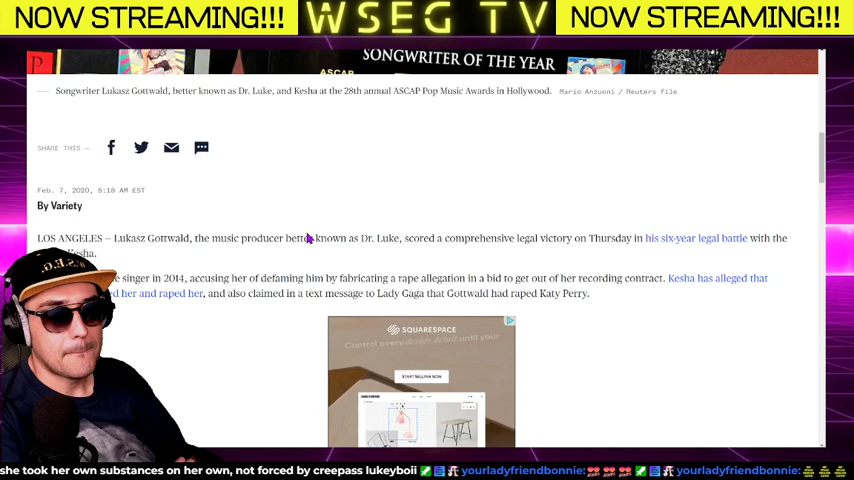 NOW STREAMING!!! WSEG TV NOW STREAMING!!!
SONGWRITER OF THE YEAR
ASCAP
Songwriter Lukasz Gottwald, better known as Dr. Luke, and Kesha at the 28th annual ASCAP Pop Music Awards in Hollywood. Mario Anzuoni / Reuters file
SHARE THIS —
Feb. 7, 2020, 5:18 AM EST
By Variety
LOS ANGELES — Lukasz Gottwald, the music producer better known as Dr. Luke, scored a comprehensive legal victory on Thursday in his six-year legal battle with the
Kesha.
singer in 2014, accusing her of defaming him by fabricating a rape allegation in a bid to get out of her recording contract. Kesha has alleged that
her and raped her, and also claimed in a text message to Lady Gaga that Gottwald had raped Katy Perry.
SQUARESPACE
Control every design detail until your
START SELLING NOW
W.S.E.G.
she took her own substances on her own, not forced by creepass lukeyboii yourladyfriendbonnie: yourladyfriendbonnie: